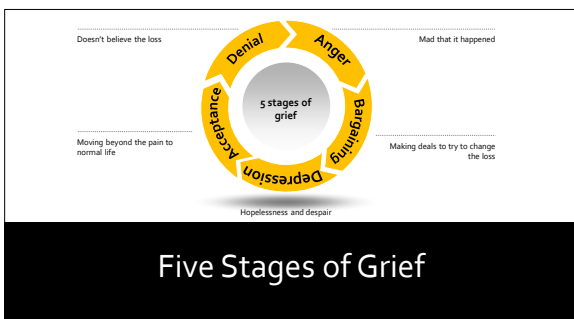 Doesn't believe the loss
Denial
Anger
Mad that it happened
5 stages of
grief
Acceptance
Bargaining
Moving beyond the pain to
normal life
Making deals to try to change
the loss
Depression
Hopelessness and despair
Five Stages of Grief